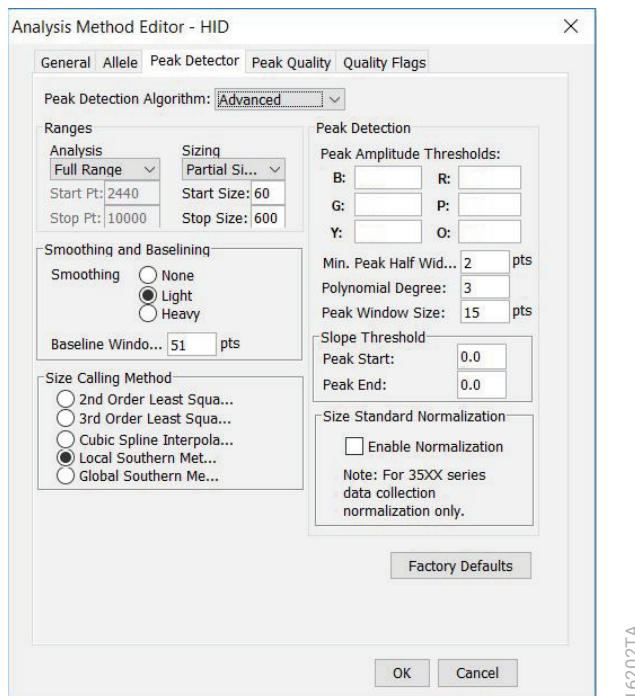 Analysis Method Editor - HID
General Allele Peak Detector Peak Quality Quality Flags
Peak Detection Algorithm: Advanced
Ranges
Analysis Sizing
Full Range Partial Si...
Start Pt: 2440 Start Size: 60
Stop Pt: 10000 Stop Size: 600
Smoothing and Baselining
Smoothing None
Light
Heavy
Baseline Windo... 51 pts
Size Calling Method
2nd Order Least Squa...
3rd Order Least Squa...
Cubic Spline Interpola...
Local Southern Met...
Global Southern Me...
Peak Detection
Peak Amplitude Thresholds:
B: R:
G: P:
Y: O:
Min. Peak Half Wid... 2 pts
Polynomial Degree: 3
Peak Window Size: 15 pts
Slope Threshold
Peak Start: 0.0
Peak End: 0.0
Size Standard Normalization
Enable Normalization
Note: For 35XX series
data collection
normalization only.
Factory Defaults
OK Cancel